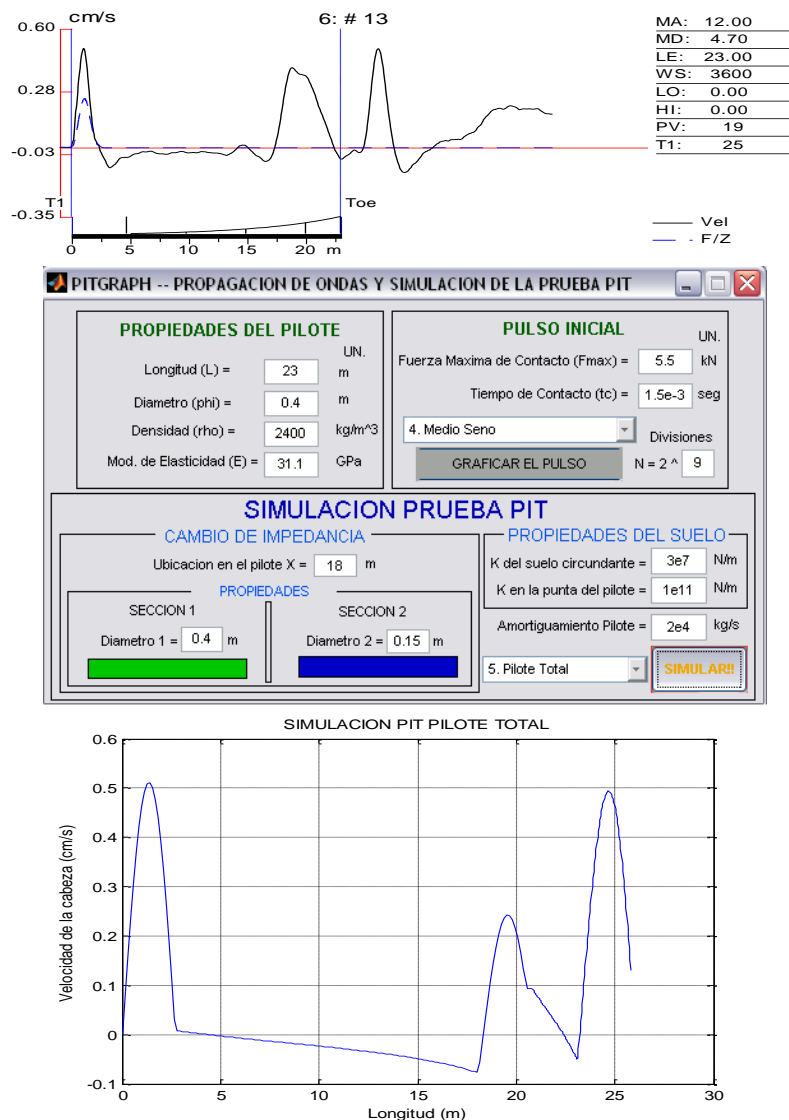 cm/s
6: # 13
0.60
0.28
-0.03
-0.35
T1
Toe
0 5 10 15 20 m
MA: 12.00
MD: 4.70
LE: 23.00
WS: 3600
LO: 0.00
HI: 0.00
PV: 19
T1: 25
Vel
F/Z
PITGRAPH -- PROPAGACION DE ONDAS Y SIMULACION DE LA PRUEBA PIT
PROPIEDADES DEL PILOTE
UN.
Longitud (L) = 23 m
Diametro (phi) = 0.4 m
Densidad (rho) = 2400 kg/m^3
Mod. de Elasticidad (E) = 31.1 GPa
PULSO INICIAL
UN.
Fuerza Maxima de Contacto (Fmax) = 5.5 kN
Tiempo de Contacto (tc) = 1.5e-3 seg
4. Medio Seno
Divisiones
GRAFICAR EL PULSO
N = 2 ^ 9
SIMULACION PRUEBA PIT
CAMBIO DE IMPEDANCIA
Ubicacion en el pilote X = 18 m
PROPIEDADES
SECCION 1
Diametro 1 = 0.4 m
SECCION 2
Diametro 2 = 0.15 m
PROPIEDADES DEL SUELO
K del suelo circundante = 3e7 N/m
K en la punta del pilote = 1e11 N/m
Amortiguamiento Pilote = 2e4 kg/s
5. Pilote Total
SIMULAR!!
SIMULACION PIT PILOTE TOTAL
Velocidad de la cabeza (cm/s)
0.6
0.5
0.4
0.3
0.2
0.1
0
-0.1
0 5 10 15 20 25 30
Longitud (m)